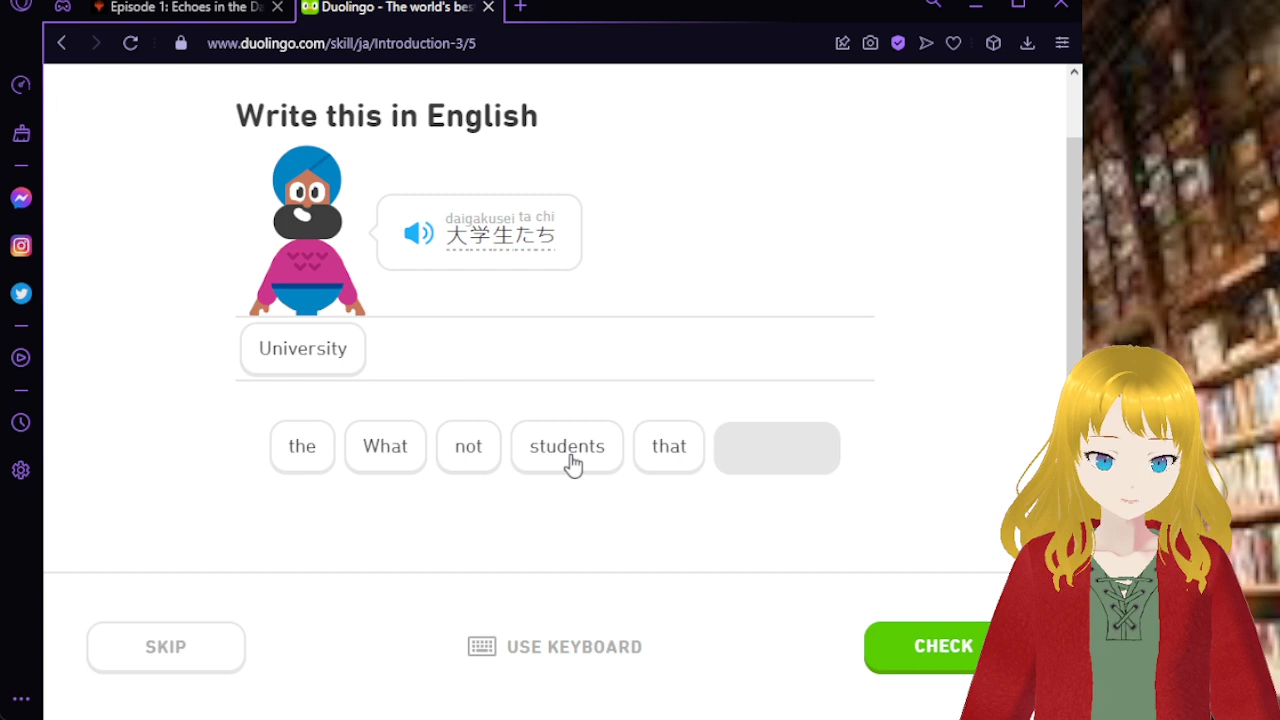 Episode 1: Echoes in the Da
Duolingo - The world's bes
www.duolingo.com/skill/ja/Introduction-3/5
Write this in English
daigakusei ta chi
大学生たち
University
the What not students that
SKIP USE KEYBOARD CHECK